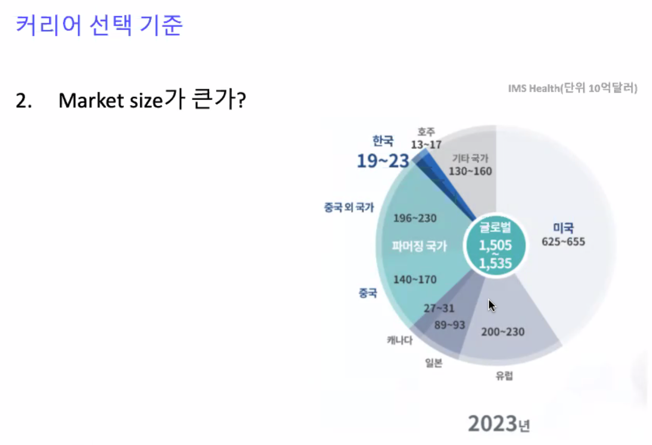 커리어 선택 기준
2. Market size가 큰가?
IMS Health(단위 10억달러)
호주
13~17
한국
19~23
기타 국가
130~160
중국 외 국가
196~230
파머징 국가
글로벌
1,505
~
1,535
미국
625~655
140~170
중국
27~31
캐나다
89~93
일본
200~230
유럽
2023년